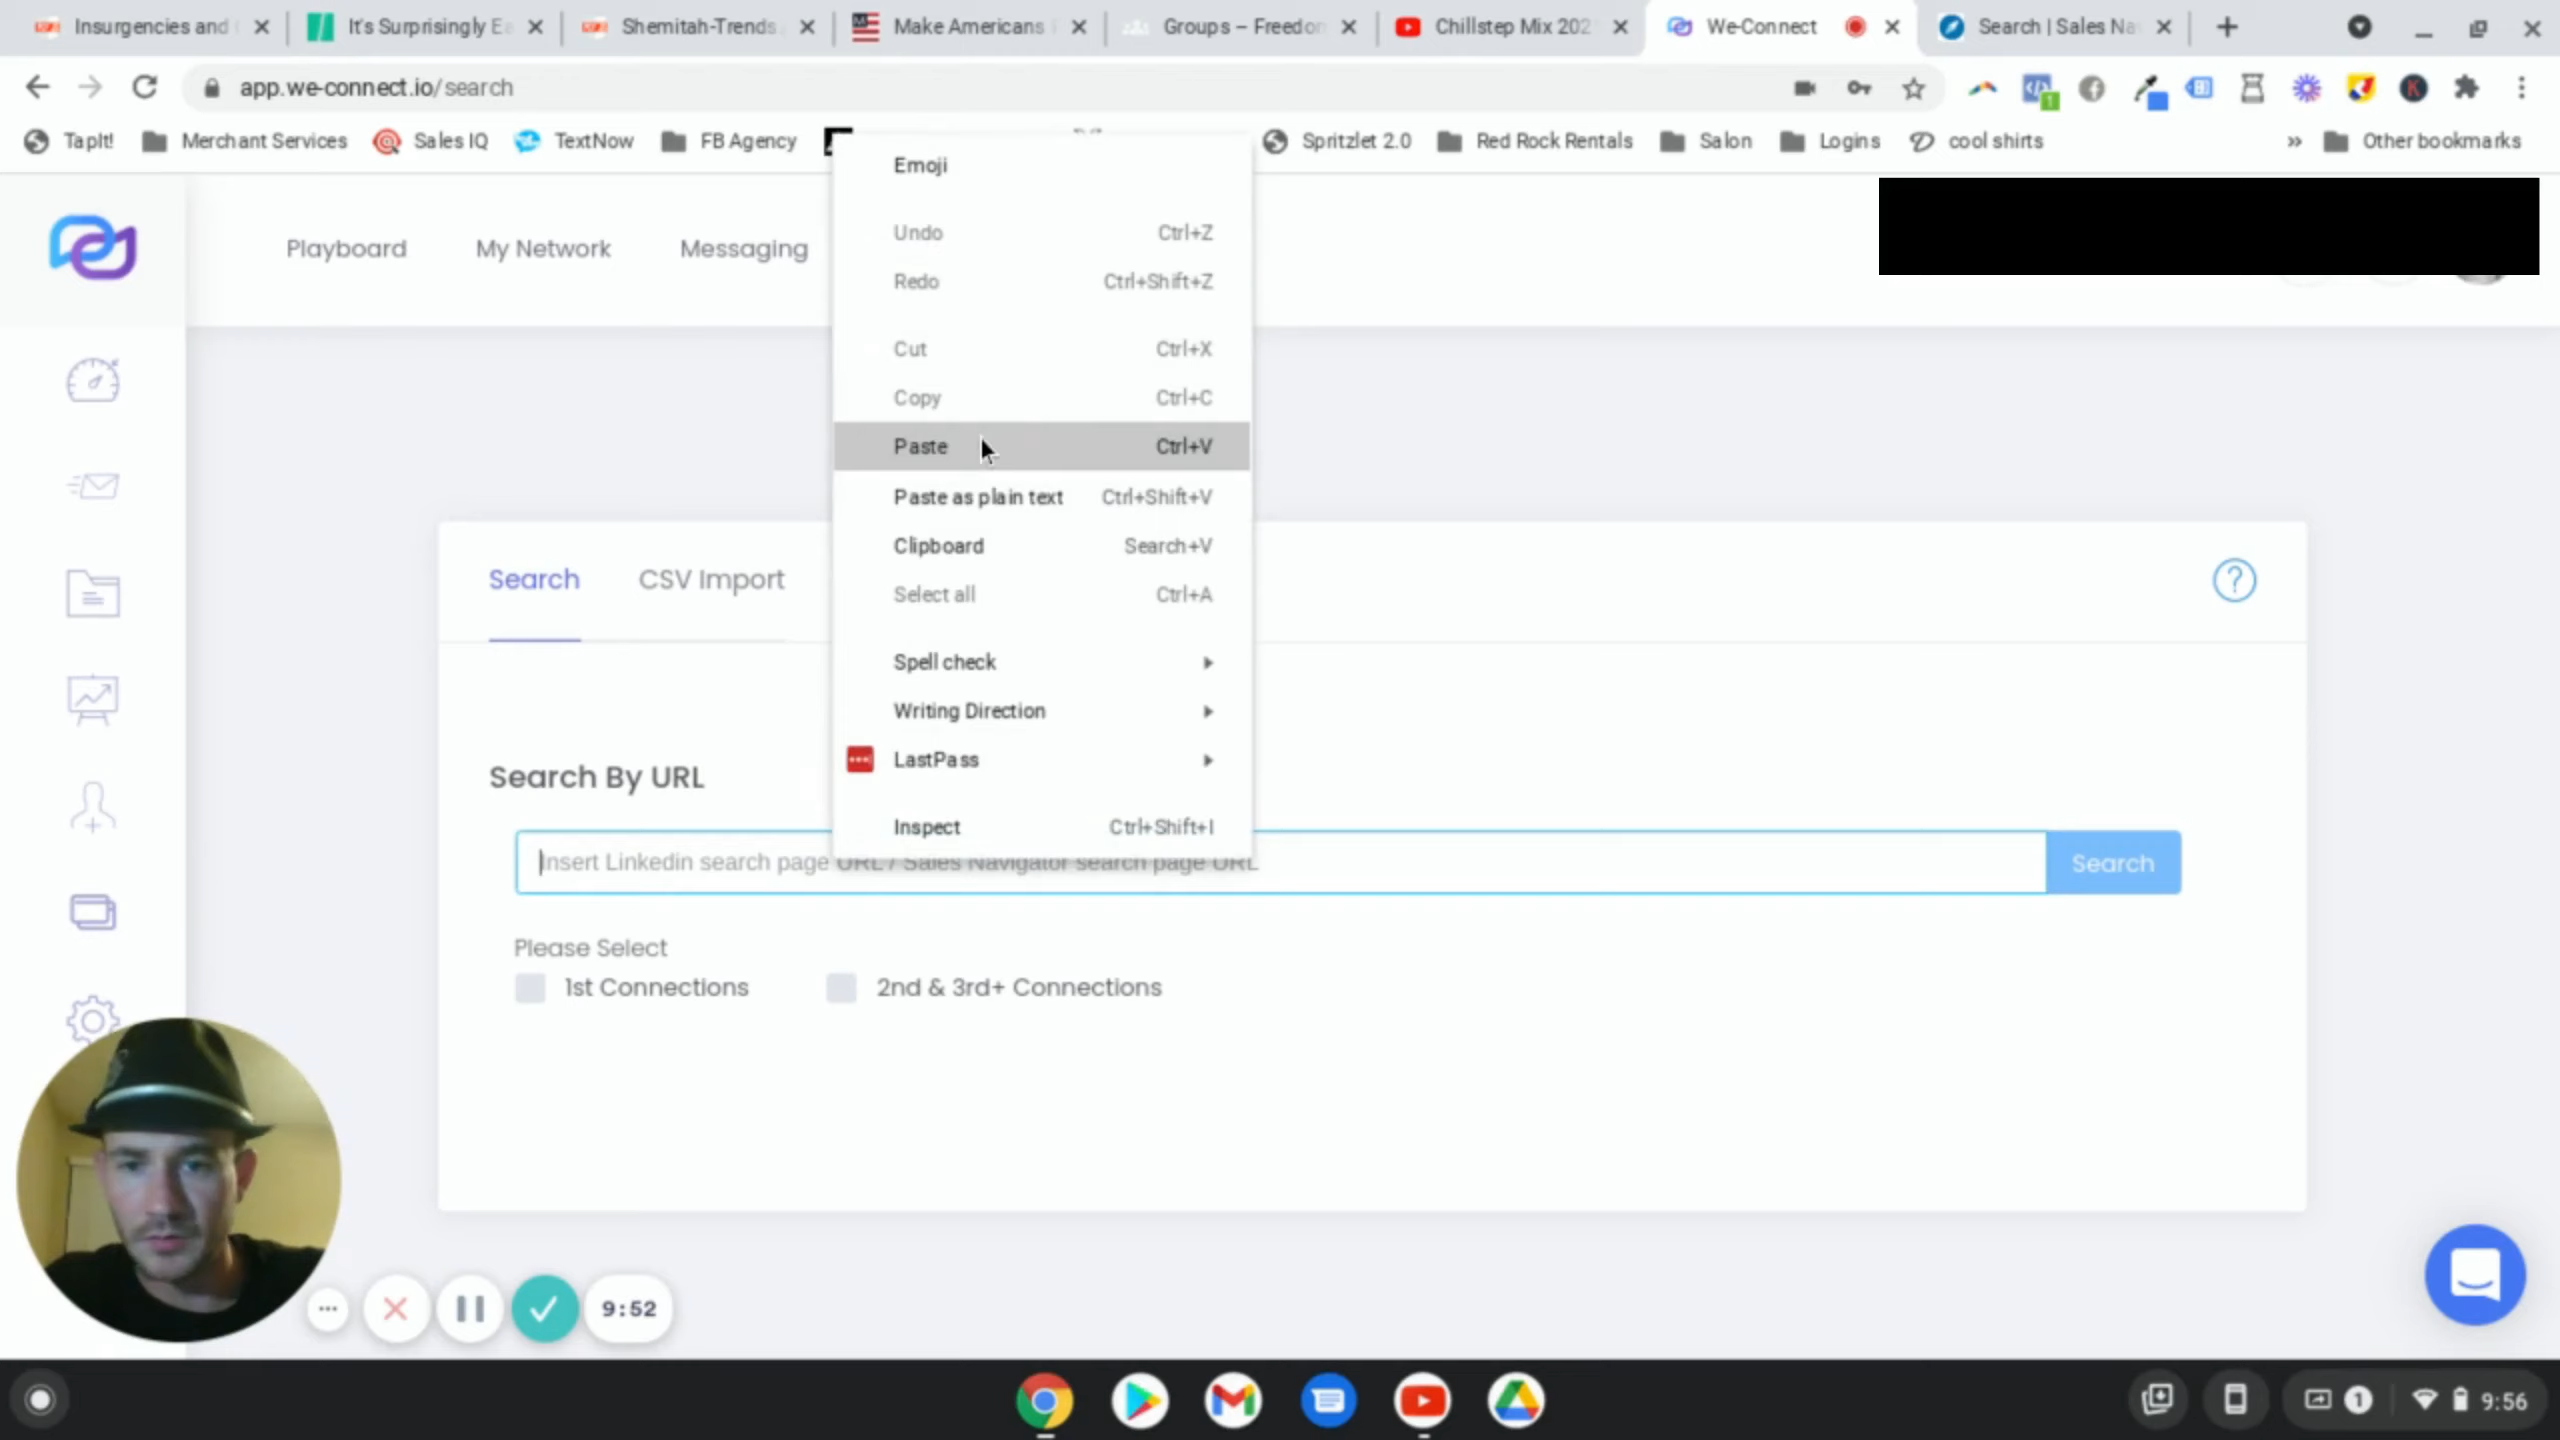 Insurgencies and
It's Surprisingly Ea
Shemitah-Trends
Make Americans
Groups – Freedom
Chillstep Mix 202
We-Connect
Search | Sales Na
app.we-connect.io/search
TapIt!
Merchant Services
Sales IQ
TextNow
FB Agency
Spritzlet 2.0
Red Rock Rentals
Salon
Logins
cool shirts
»
Other bookmarks
Playboard
My Network
Messaging
Emoji
Undo Ctrl+Z
Redo Ctrl+Shift+Z
Cut Ctrl+X
Copy Ctrl+C
Paste Ctrl+V
Paste as plain text Ctrl+Shift+V
Clipboard Search+V
Select all Ctrl+A
Spell check
Writing Direction
LastPass
Inspect Ctrl+Shift+I
Search
CSV Import
?
Search By URL
Insert Linkedin search page URL / Sales Navigator search page URL
Search
Please Select
1st Connections
2nd & 3rd+ Connections
9:52
1
9:56